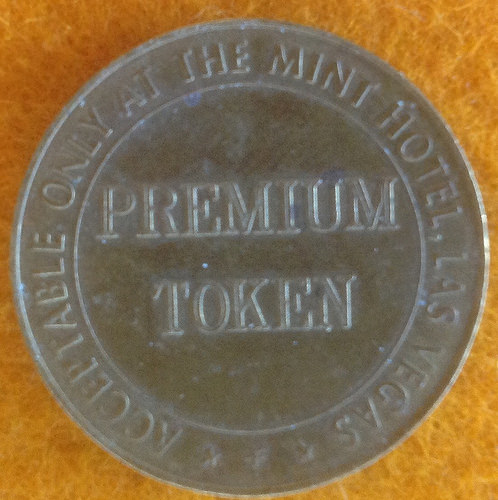 ACCEPTABLE ONLY AT THE MINT HOTEL, LAS VEGAS
PREMIUM
TOKEN